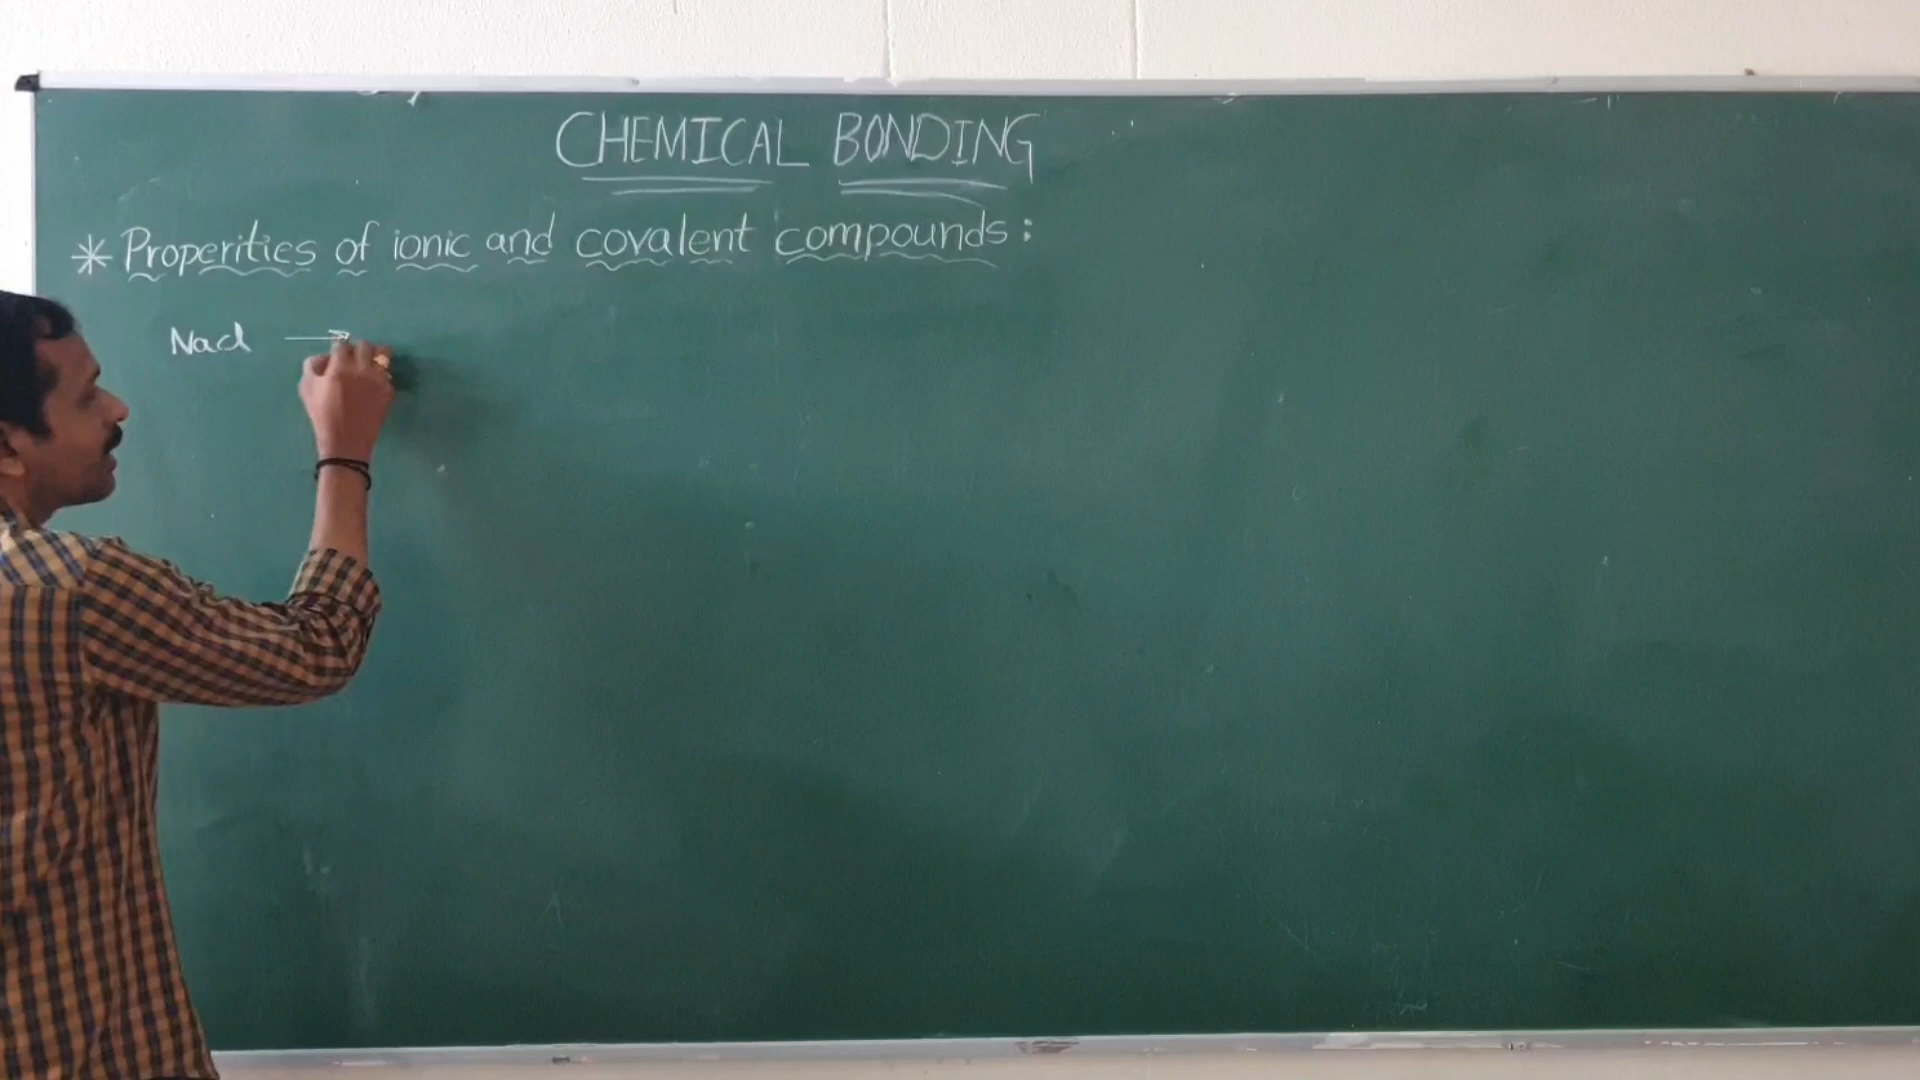 CHEMICAL BONDING
* Properities of ionic and covalent compounds:
Nacl →